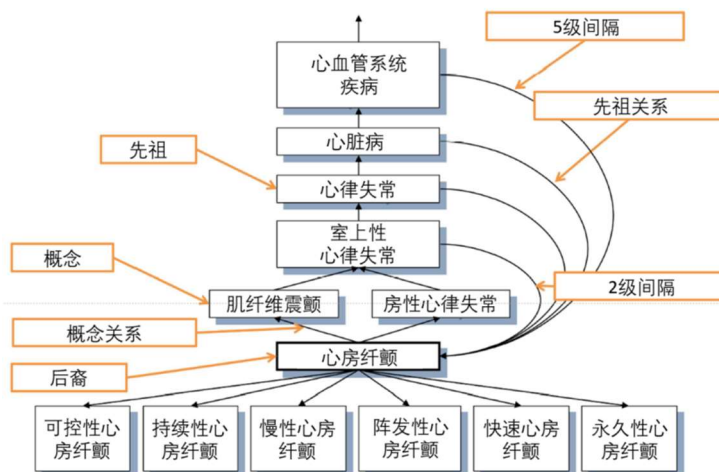 5级间隔
心血管系统
疾病
先祖关系
先祖
心脏病
心律失常
室上性
心律失常
概念
2级间隔
肌纤维震颤
房性心律失常
概念关系
心房纤颤
后裔
可控性心
房纤颤
持续性心
房纤颤
慢性心房
纤颤
阵发性心
房纤颤
快速心房
纤颤
永久性心
房纤颤